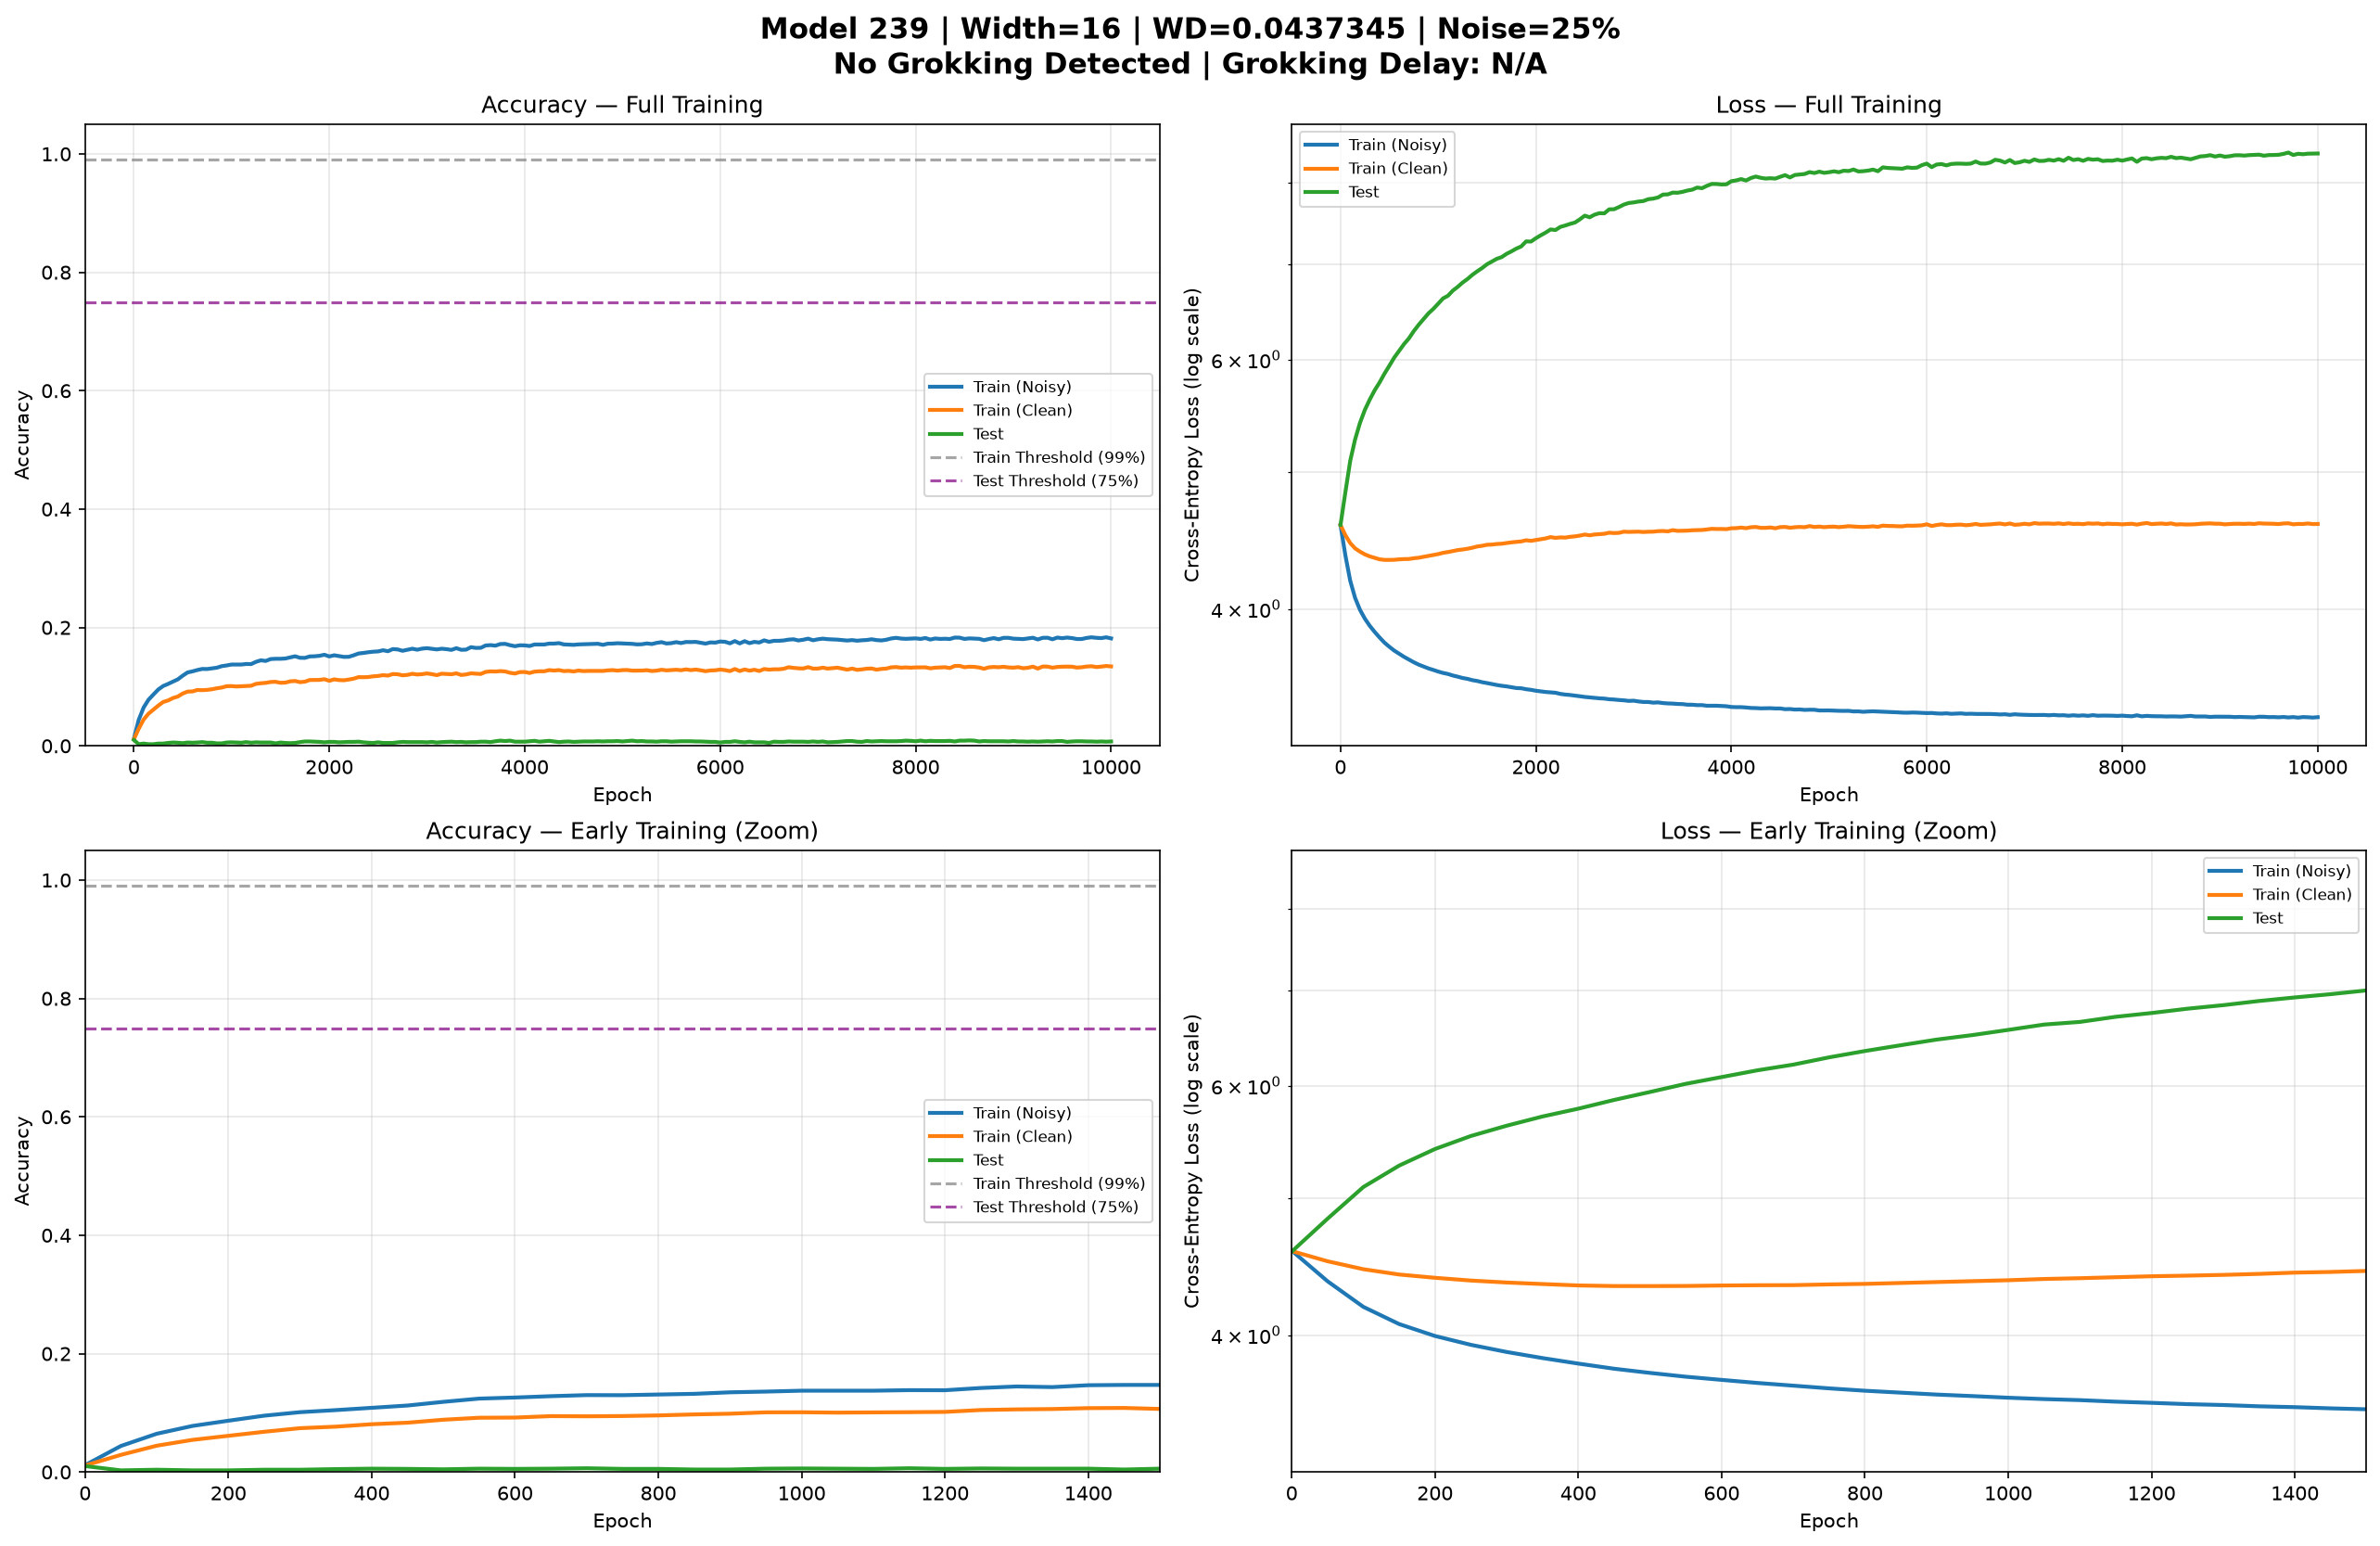 Model 239 | Width=16 | WD=0.0437345 | Noise=25%
No Grokking Detected | Grokking Delay: N/A
Accuracy — Full Training
Accuracy
1.0
0.8
0.6
0.4
0.2
0.0
Train (Noisy)
Train (Clean)
Test
Train Threshold (99%)
Test Threshold (75%)
0 2000 4000 6000 8000 10000
Epoch
Loss — Full Training
Cross-Entropy Loss (log scale)
Train (Noisy)
Train (Clean)
Test
6 × 10⁰
4 × 10⁰
0 2000 4000 6000 8000 10000
Epoch
Accuracy — Early Training (Zoom)
Accuracy
1.0
0.8
0.6
0.4
0.2
0.0
Train (Noisy)
Train (Clean)
Test
Train Threshold (99%)
Test Threshold (75%)
0 200 400 600 800 1000 1200 1400
Epoch
Loss — Early Training (Zoom)
Cross-Entropy Loss (log scale)
Train (Noisy)
Train (Clean)
Test
6 × 10⁰
4 × 10⁰
0 200 400 600 800 1000 1200 1400
Epoch